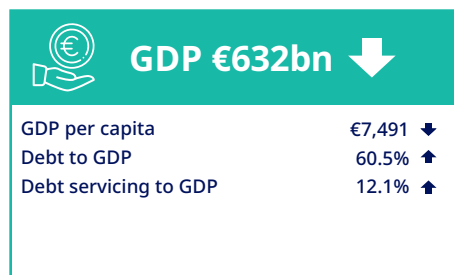 GDP €632bn
GDP per capita €7,491
Debt to GDP 60.5%
Debt servicing to GDP 12.1%